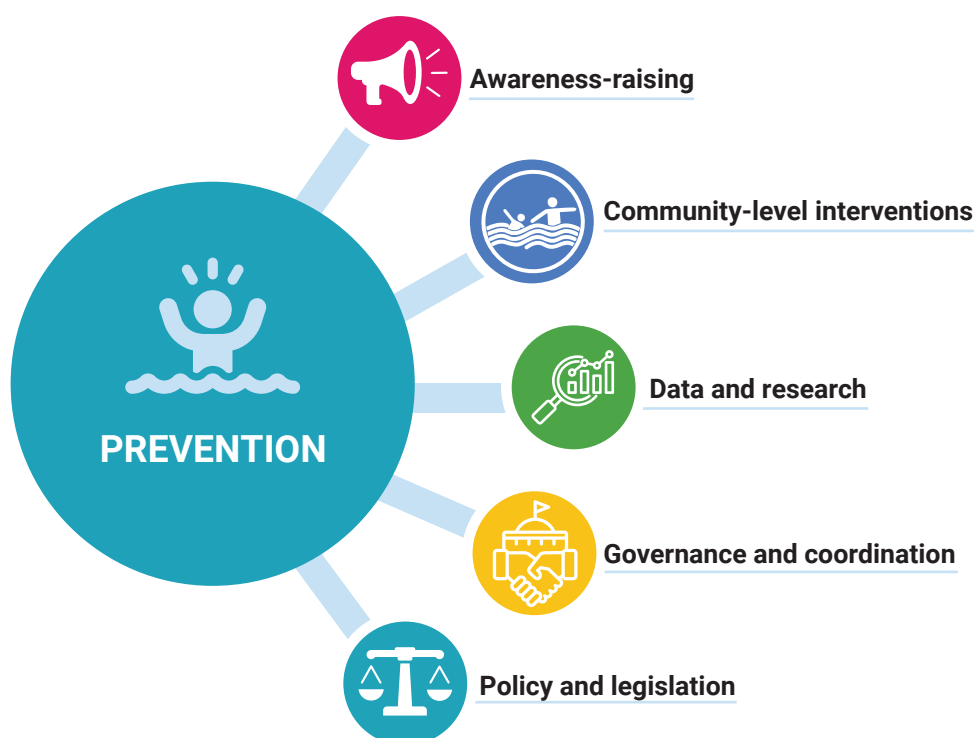 Awareness-raising
Community-level interventions
Data and research
PREVENTION
Governance and coordination
Policy and legislation